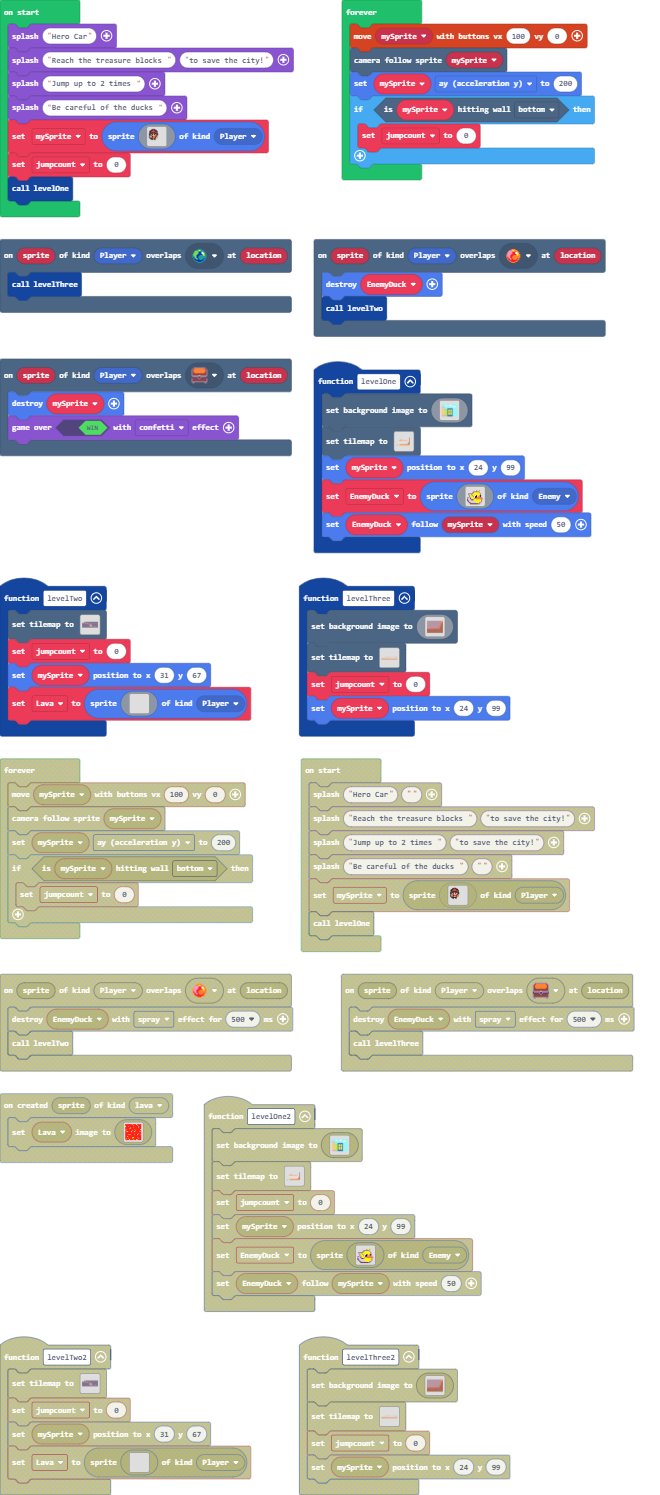 on start
splash "Hero Car"
splash "Reach the treasure blocks " "to save the city!"
splash "Jump up to 2 times "
splash "Be careful of the ducks "
set mySprite to sprite of kind Player
set jumpcount to 0
call levelOne
forever
move mySprite with buttons vx 100 vy 0
camera follow sprite mySprite
set mySprite ay (acceleration y) to 200
if is mySprite hitting wall bottom then
set jumpcount to 0
on sprite of kind Player overlaps at location
call levelThree
on sprite of kind Player overlaps at location
destroy EnemyDuck
call levelTwo
on sprite of kind Player overlaps at location
destroy mySprite
game over WIN with confetti effect
function levelOne
set background image to
set tilemap to
set mySprite position to x 24 y 99
set EnemyDuck to sprite of kind Enemy
set EnemyDuck follow mySprite with speed 50
function levelTwo
set tilemap to
set jumpcount to 0
set mySprite position to x 31 y 67
set Lava to sprite of kind Player
function levelThree
set background image to
set tilemap to
set jumpcount to 0
set mySprite position to x 24 y 99
forever
move mySprite with buttons vx 100 vy 0
camera follow sprite mySprite
set mySprite ay (acceleration y) to 200
if is mySprite hitting wall bottom then
set jumpcount to 0
on start
splash "Hero Car" ""
splash "Reach the treasure blocks " "to save the city!"
splash "Jump up to 2 times " "to save the city!"
splash "Be careful of the ducks " ""
set mySprite to sprite of kind Player
call levelOne
on sprite of kind Player overlaps at location
destroy EnemyDuck with spray effect for 500 ms
call levelTwo
on sprite of kind Player overlaps at location
destroy EnemyDuck with spray effect for 500 ms
call levelThree
on created sprite of kind lava
set Lava image to
function levelOne2
set background image to
set tilemap to
set jumpcount to 0
set mySprite position to x 24 y 99
set EnemyDuck to sprite of kind Enemy
set EnemyDuck follow mySprite with speed 50
function levelTwo2
set tilemap to
set jumpcount to 0
set mySprite position to x 31 y 67
set Lava to sprite of kind Player
function levelThree2
set background image to
set tilemap to
set jumpcount to 0
set mySprite position to x 24 y 99